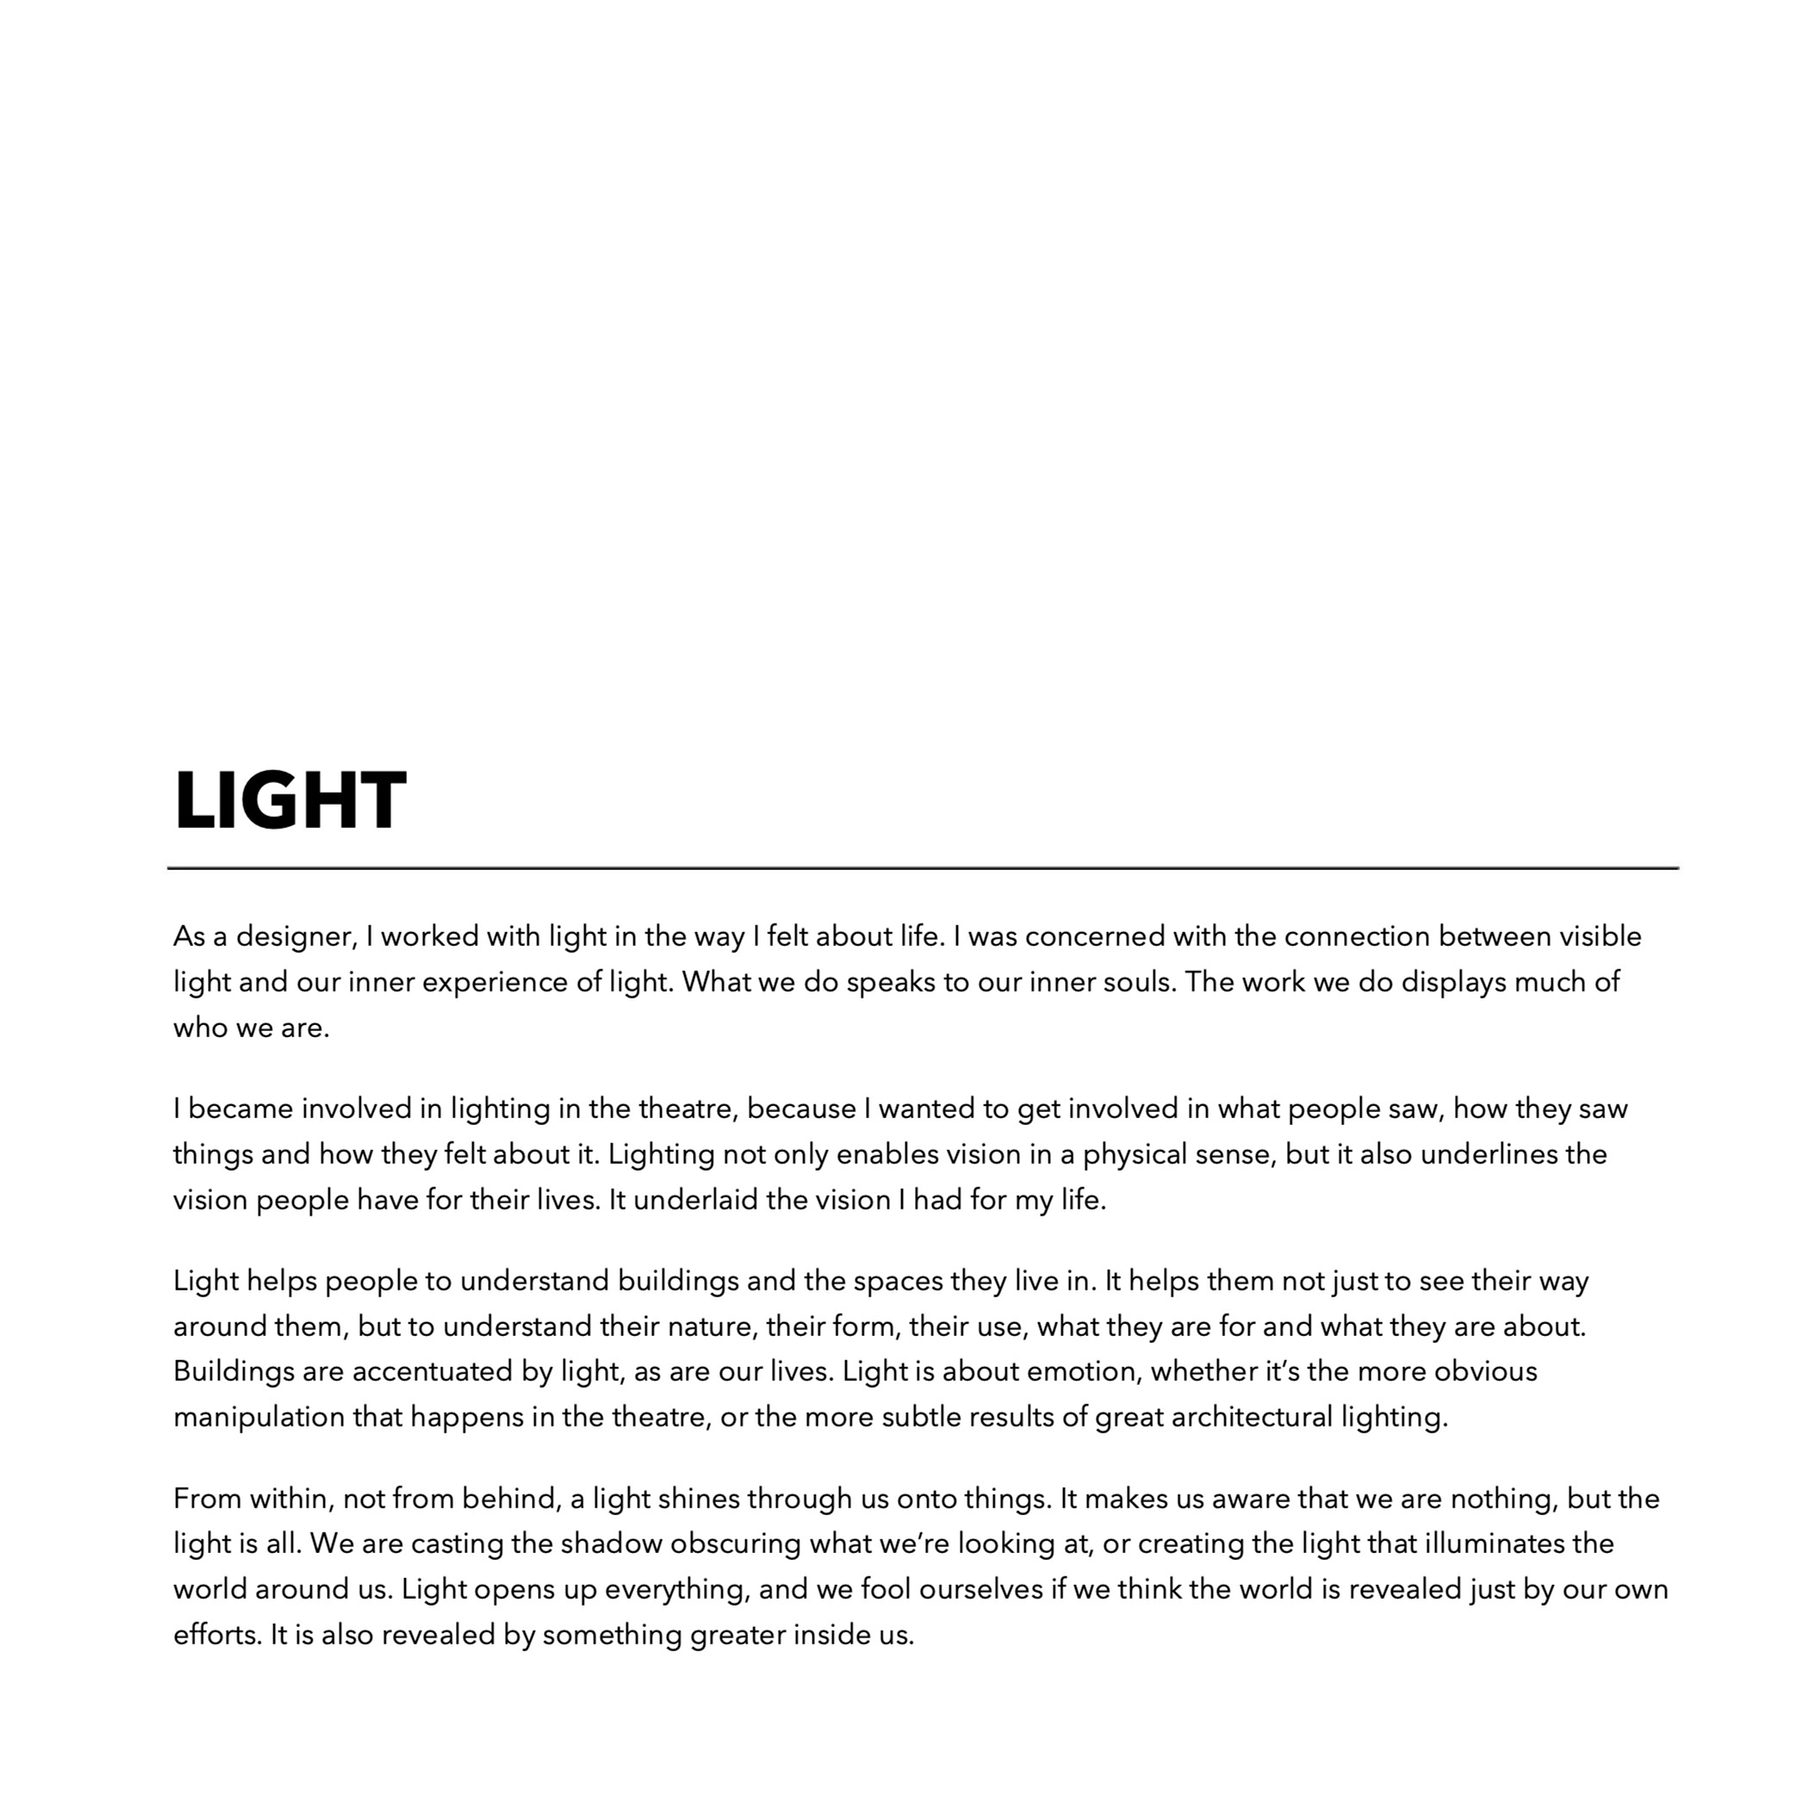 LIGHT
As a designer, I worked with light in the way I felt about life. I was concerned with the connection between visible
light and our inner experience of light. What we do speaks to our inner souls. The work we do displays much of
who we are.
I became involved in lighting in the theatre, because I wanted to get involved in what people saw, how they saw
things and how they felt about it. Lighting not only enables vision in a physical sense, but it also underlines the
vision people have for their lives. It underlaid the vision I had for my life.
Light helps people to understand buildings and the spaces they live in. It helps them not just to see their way
around them, but to understand their nature, their form, their use, what they are for and what they are about.
Buildings are accentuated by light, as are our lives. Light is about emotion, whether it’s the more obvious
manipulation that happens in the theatre, or the more subtle results of great architectural lighting.
From within, not from behind, a light shines through us onto things. It makes us aware that we are nothing, but the
light is all. We are casting the shadow obscuring what we’re looking at, or creating the light that illuminates the
world around us. Light opens up everything, and we fool ourselves if we think the world is revealed just by our own
efforts. It is also revealed by something greater inside us.